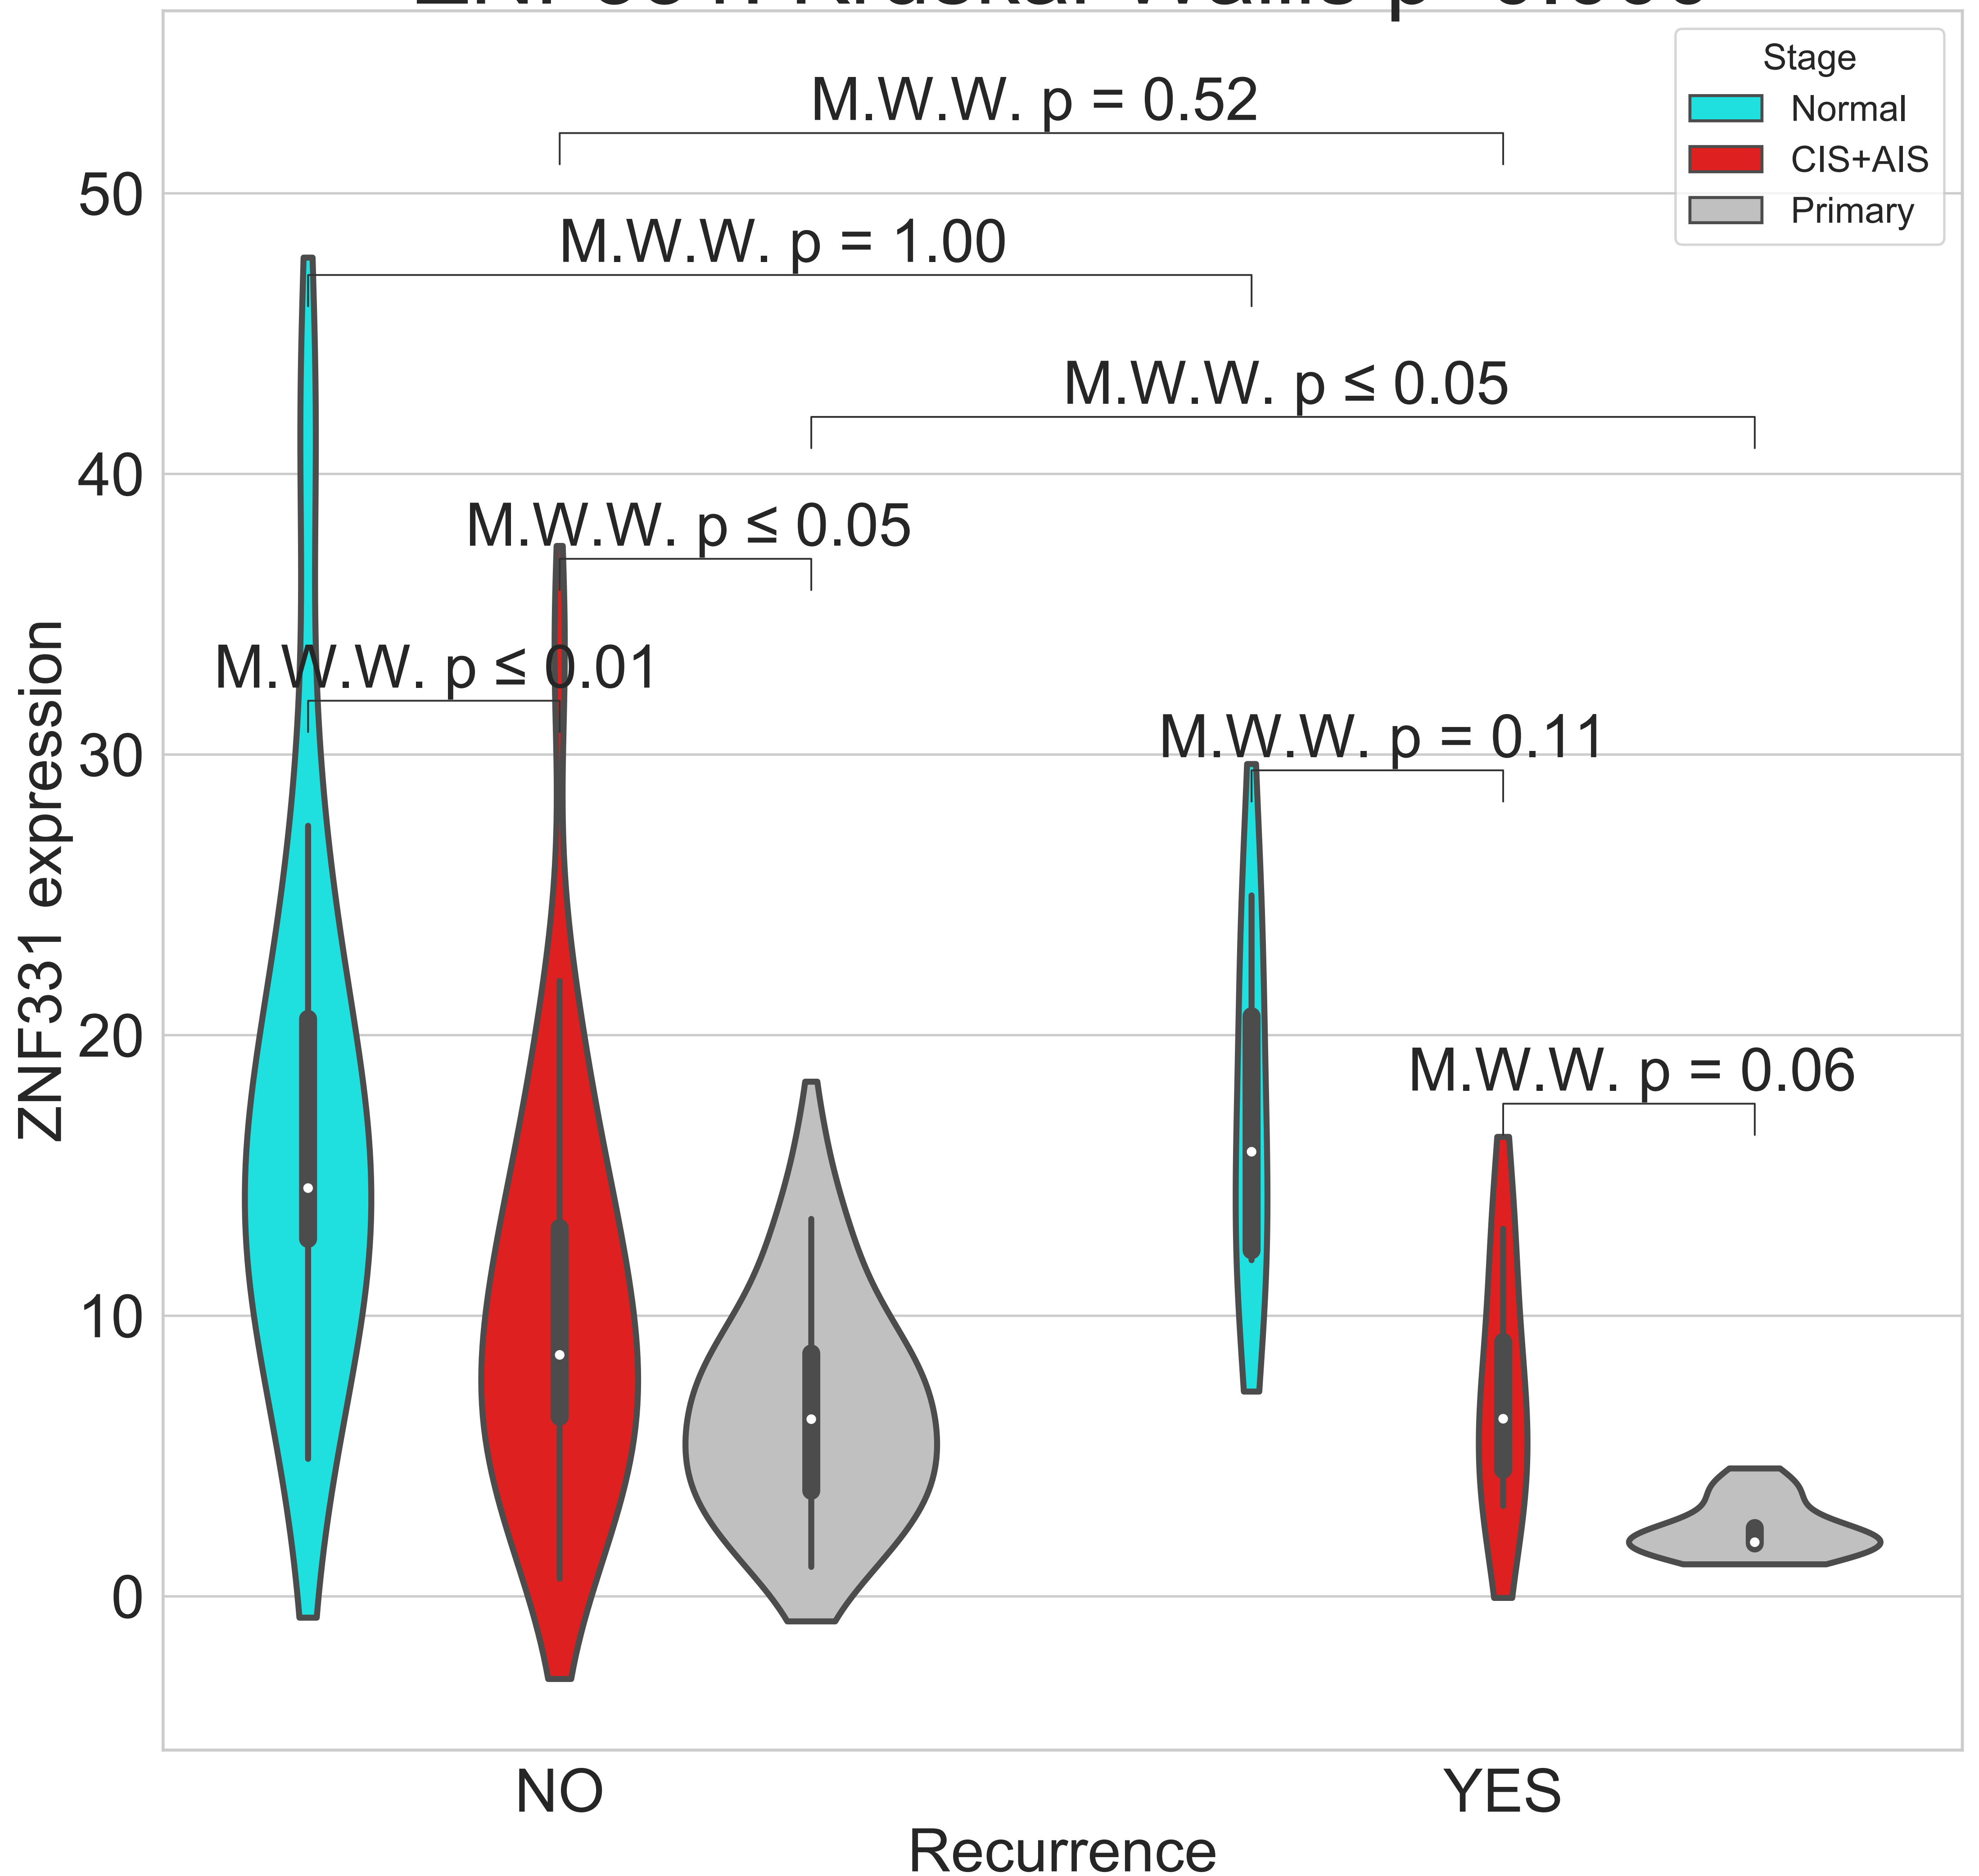 Stage
Normal
CIS+AIS
Primary
M.W.W. p = 0.52
M.W.W. p = 1.00
M.W.W. p ≤ 0.05
M.W.W. p ≤ 0.05
M.W.W. p ≤ 0.01
M.W.W. p = 0.11
M.W.W. p = 0.06
ZNF331 expression
50
40
30
20
10
0
NO
YES
Recurrence